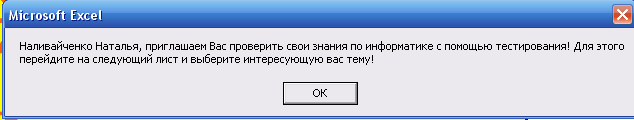 Microsoft Excel
Наливайченко Наталья, приглашаем Вас проверить свои знания по информатике с помощью тестирования! Для этого
перейдите на следующий лист и выберите интересующую вас тему!
ОК